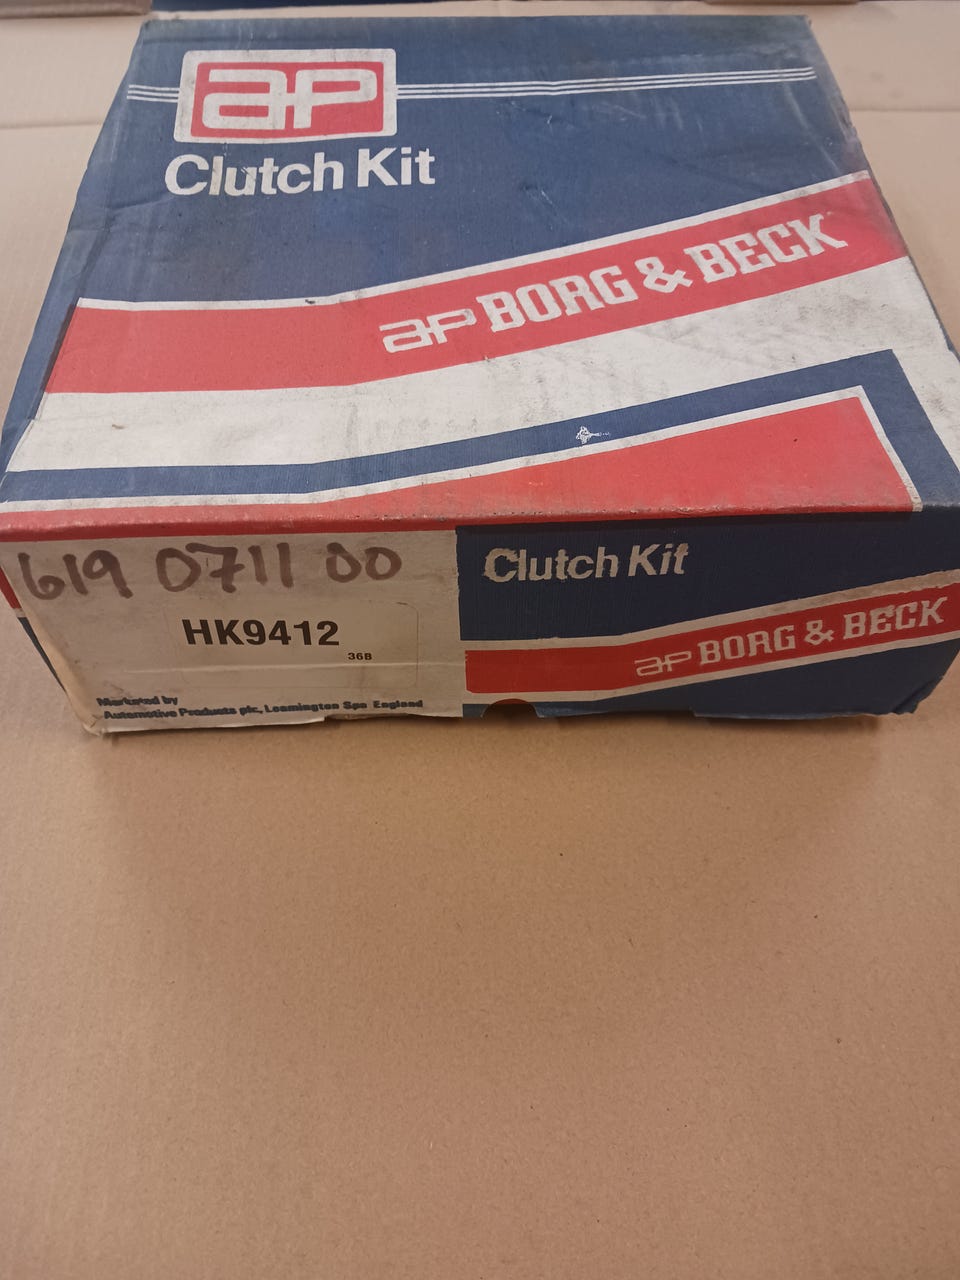 ap
Clutch Kit
ap BORG & BECK
619 0711 00
HK9412
36B
Marketed by
Automotive Products plc, Leamington Spa England
Clutch Kit
ap BORG & BECK